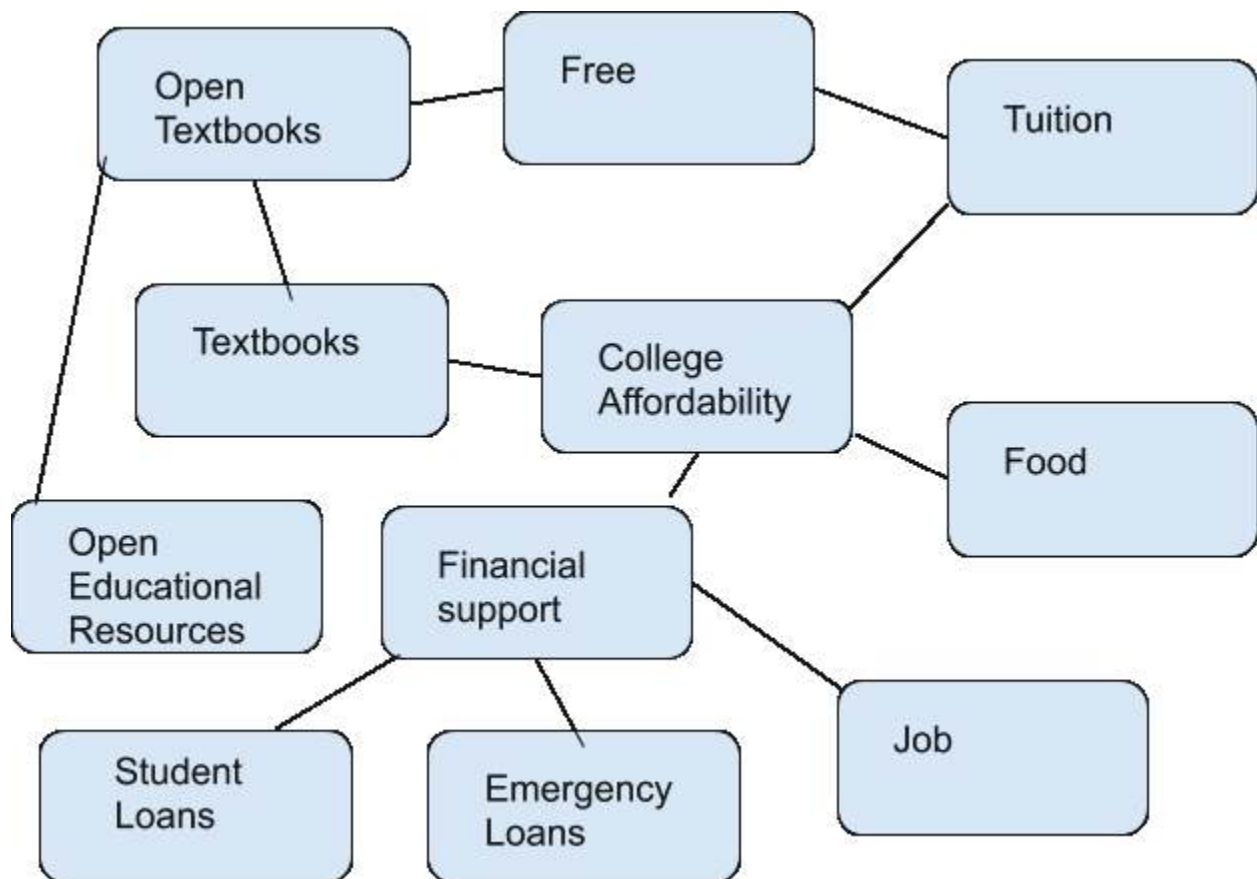 Open
Textbooks
Free
Tuition
Textbooks
College
Affordability
Food
Open
Educational
Resources
Financial
support
Student
Loans
Emergency
Loans
Job